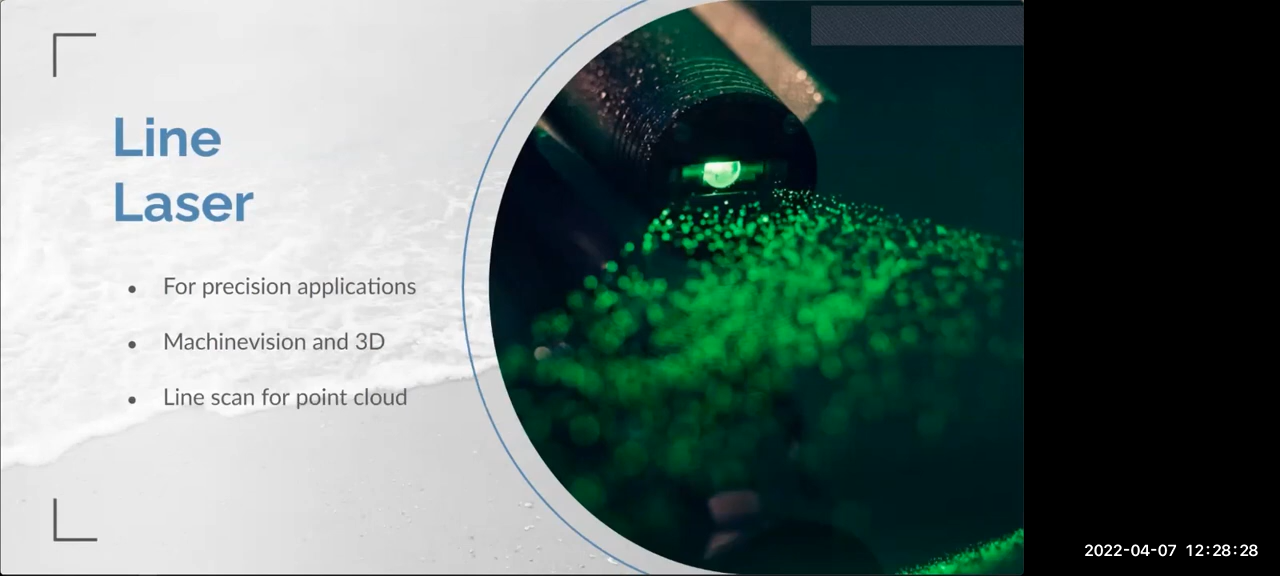 Line
Laser
For precision applications
Machinevision and 3D
Line scan for point cloud
2022-04-07 12:28:28